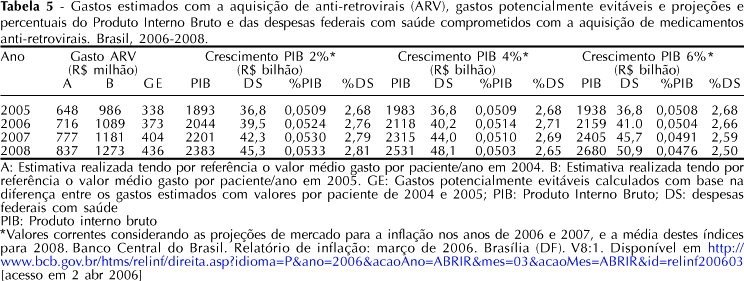 Tabela 5 - Gastos estimados com a aquisição de anti-retrovirais (ARV), gastos potencialmente evitáveis e projeções e
percentuais do Produto Interno Bruto e das despesas federais com saúde comprometidos com a aquisição de medicamentos
anti-retrovirais. Brasil, 2006-2008.
Ano Gasto ARV Crescimento PIB 2%* Crescimento PIB 4%* Crescimento PIB 6%*
(R$ milhão) (R$ bilhão) (R$ bilhão) (R$ bilhão)
A B GE PIB DS %PIB %DS PIB DS %PIB %DS PIB DS %PIB %DS
2005 648 986 338 1893 36,8 0,0509 2,68 1983 36,8 0,0509 2,68 1938 36,8 0,0508 2,68
2006 716 1089 373 2044 39,5 0,0524 2,76 2118 40,2 0,0514 2,71 2159 41.0 0,0504 2,66
2007 777 1181 404 2201 42,3 0,0530 2,79 2315 44,0 0,0510 2,69 2405 45,7 0,0491 2,59
2008 837 1273 436 2383 45,3 0,0533 2,81 2531 48,1 0,0503 2,65 2680 50,9 0,0476 2,50
A: Estimativa realizada tendo por referência o valor médio gasto por paciente/ano em 2004. B: Estimativa realizada tendo por
referência o valor médio gasto por paciente/ano em 2005. GE: Gastos potencialmente evitáveis calculados com base na
diferença entre os gastos estimados com valores por paciente de 2004 e 2005; PIB: Produto Interno Bruto; DS: despesas
federais com saúde
PIB: Produto interno bruto
*Valores correntes considerando as projeções de mercado para a inflação nos anos de 2006 e 2007, e a média destes índices
para 2008. Banco Central do Brasil. Relatório de inflação: março de 2006. Brasília (DF). V8:1. Disponível em http://
www.bcb.gov.br/htms/relinf/direita.asp?idioma=P&ano=2006&acaoAno=ABRIR&mes=03&acaoMes=ABRIR&id=relinf200603
[acesso em 2 abr 2006]